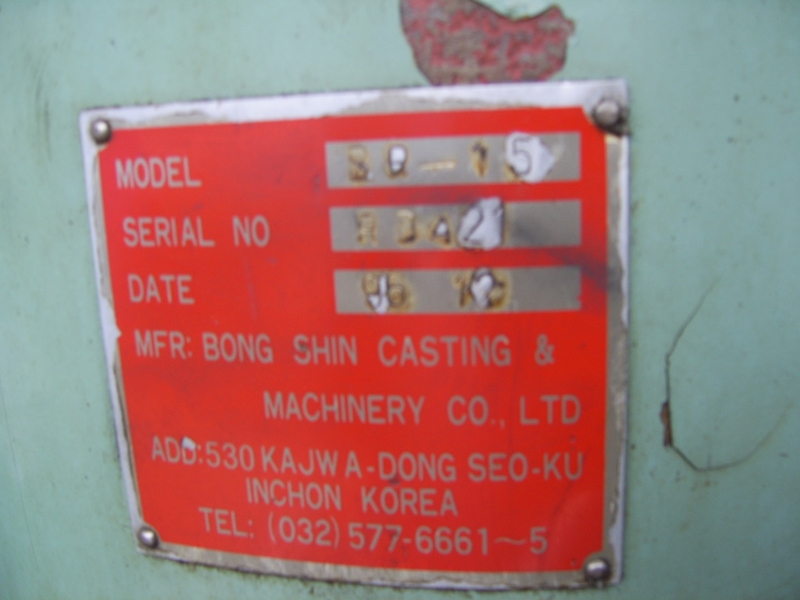 MODEL
SERIAL NO
DATE
MFR: BONG SHIN CASTING &
MACHINERY CO., LTD
ADD: 530 KAJWA-DONG SEO-KU
INCHON KOREA
TEL: (032) 577-6661~5